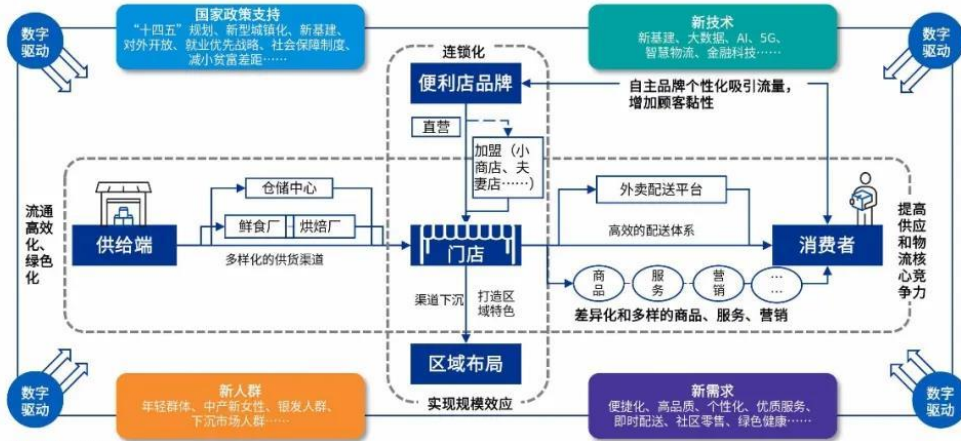 数字
驱动
国家政策支持
“十四五”规划、新型城镇化、新基建、
对外开放、就业优先战略、社会保障制度、
减小贫富差距……
新技术
新基建、大数据、AI、5G、
智慧物流、金融科技……
数字
驱动
连锁化
便利店品牌
自主品牌个性化吸引流量，
增加顾客黏性
直营
加盟（小
商店、夫
妻店……）
仓储中心
外卖配送平台
流通
高效
化、
绿色
化
供给端
鲜食厂
烘焙厂
多样化的供货渠道
门店
高效的配送体系
消费者
提高
供应
和物
流核
心竞
争力
商
品
服
务
营
销
…
…
差异化和多样的商品、服务、营销
渠道下沉
打造区
域特色
区域布局
实现规模效应
数字
驱动
新人群
年轻群体、中产新女性、银发人群、
下沉市场人群……
新需求
便捷化、高品质、个性化、优质服务、
即时配送、社区零售、绿色健康……
数字
驱动